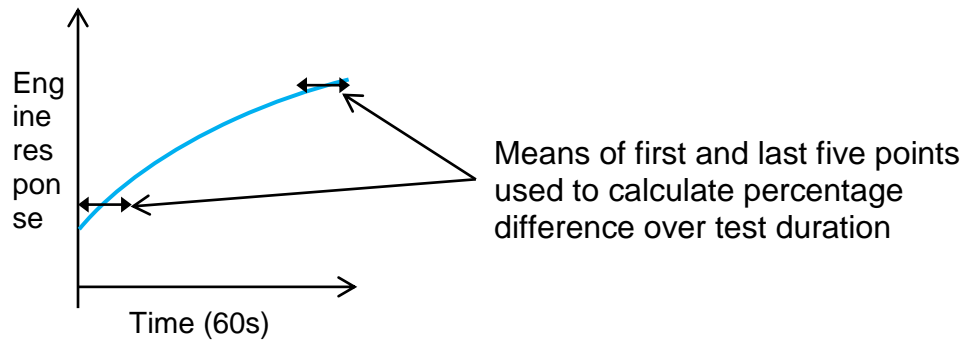 Eng
ine
res
pon
se
Means of first and last five points
used to calculate percentage
difference over test duration
Time (60s)